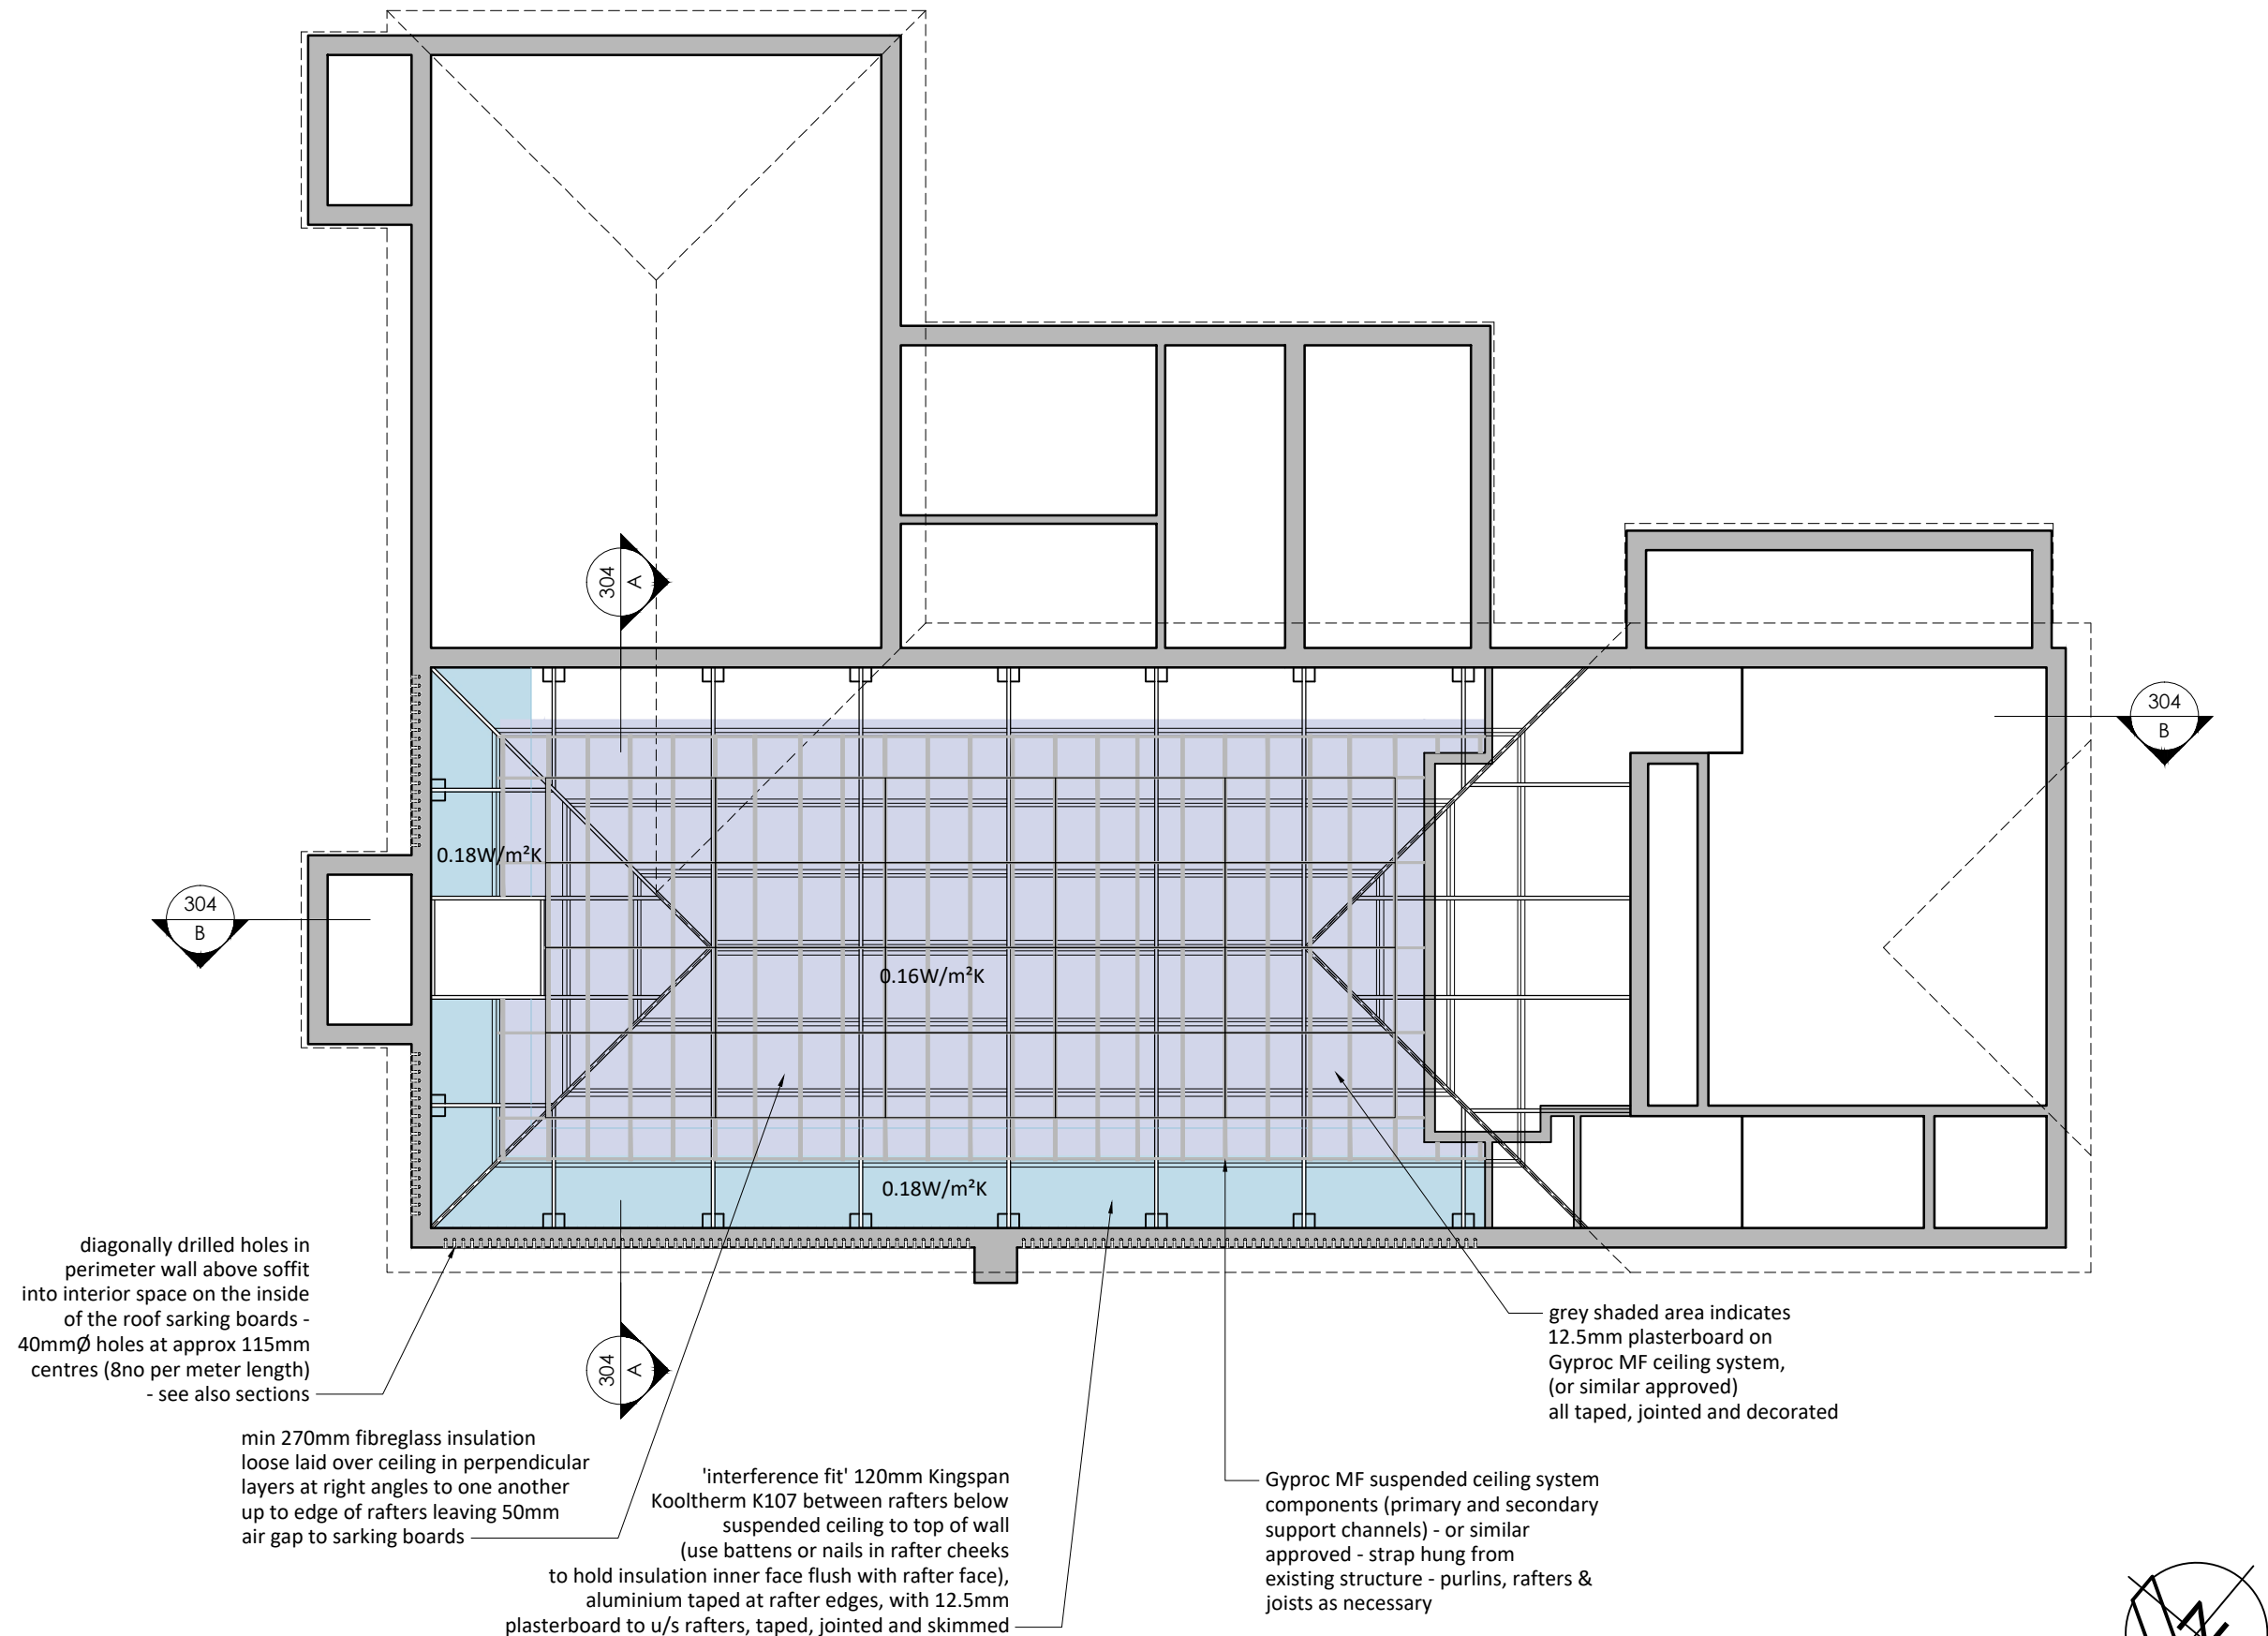 304
A
304
B
0.18W/m²K
304
B
0.16W/m²K
0.18W/m²K
diagonally drilled holes in
perimeter wall above soffit
into interior space on the inside
of the roof sarking boards -
40mmØ holes at approx 115mm
centres (8no per meter length)
- see also sections
304
A
grey shaded area indicates
12.5mm plasterboard on
Gyproc MF ceiling system,
(or similar approved)
all taped, jointed and decorated
min 270mm fibreglass insulation
loose laid over ceiling in perpendicular
layers at right angles to one another
up to edge of rafters leaving 50mm
air gap to sarking boards
'interference fit' 120mm Kingspan
Kooltherm K107 between rafters below
suspended ceiling to top of wall
(use battens or nails in rafter cheeks
to hold insulation inner face flush with rafter face),
aluminium taped at rafter edges, with 12.5mm
plasterboard to u/s rafters, taped, jointed and skimmed
Gyproc MF suspended ceiling system
components (primary and secondary
support channels) - or similar
approved - strap hung from
existing structure - purlins, rafters &
joists as necessary